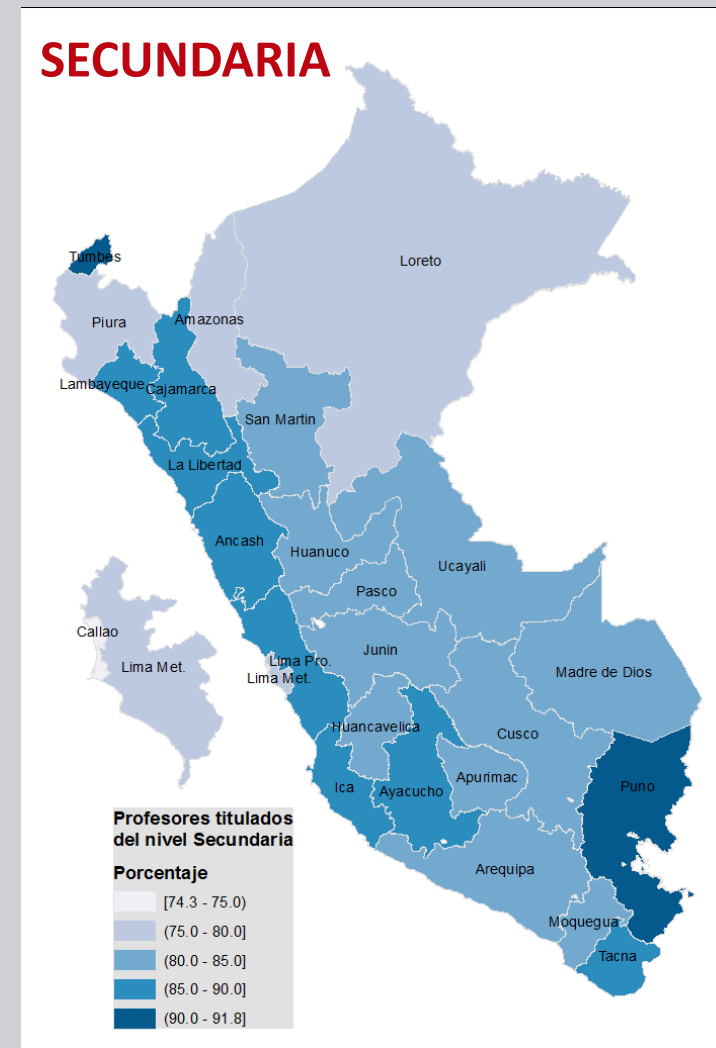 SECUNDARIA
Tumbes
Loreto
Piura
Amazonas
Lambayeque
Cajamarca
San Martin
La Libertad
Ancash
Huanuco
Ucayali
Pasco
Callao
Lima Met.
Junin
Lima Pro.
Lima Met.
Madre de Dios
Huancavelica
Cusco
Ica
Ayacucho
Apurimac
Puno
Arequipa
Moquegua
Tacna
Profesores titulados
del nivel Secundaria
Porcentaje
[74.3 - 75.0)
(75.0 - 80.0]
(80.0 - 85.0]
(85.0 - 90.0]
(90.0 - 91.8]